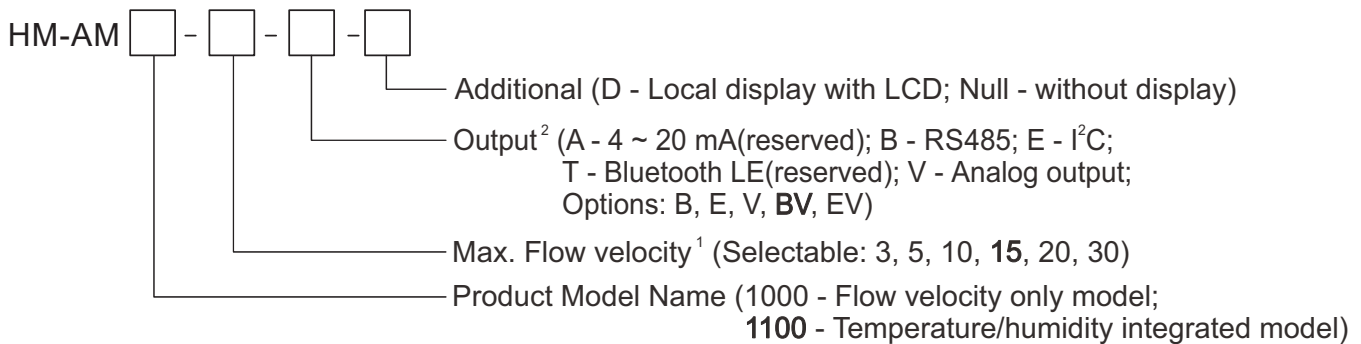 HM-AM - - -
Additional (D - Local display with LCD; Null - without display)
Output² (A - 4 ~ 20 mA(reserved); B - RS485; E - I²C;
T - Bluetooth LE(reserved); V - Analog output;
Options: B, E, V, BV, EV)
Max. Flow velocity¹ (Selectable: 3, 5, 10, 15, 20, 30)
Product Model Name (1000 - Flow velocity only model;
1100 - Temperature/humidity integrated model)